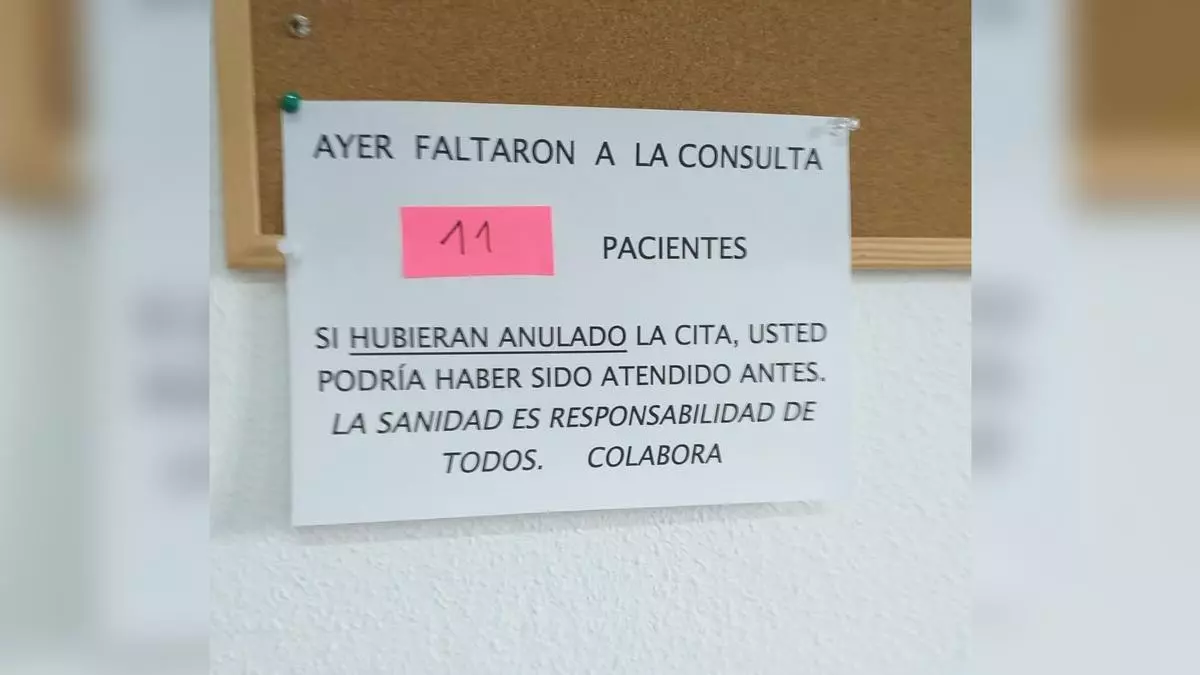 AYER FALTARON A LA CONSULTA
11 PACIENTES
SI HUBIERAN ANULADO LA CITA, USTED
PODRÍA HABER SIDO ATENDIDO ANTES.
LA SANIDAD ES RESPONSABILIDAD DE
TODOS. COLABORA